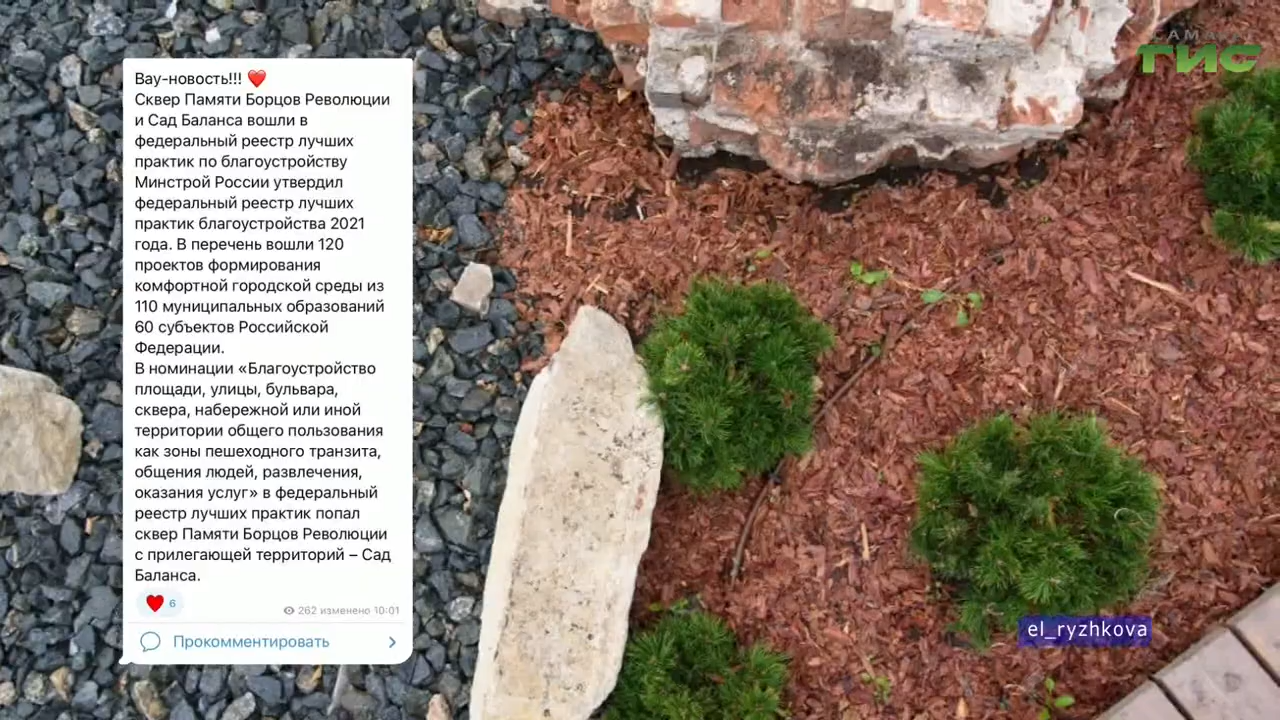 Вау-новость!!! ❤️
Сквер Памяти Борцов Революции
и Сад Баланса вошли в
федеральный реестр лучших
практик по благоустройству
Минстрой России утвердил
федеральный реестр лучших
практик благоустройства 2021
года. В перечень вошли 120
проектов формирования
комфортной городской среды из
110 муниципальных образований
60 субъектов Российской
Федерации.
В номинации «Благоустройство
площади, улицы, бульвара,
сквера, набережной или иной
территории общего пользования
как зоны пешеходного транзита,
общения людей, развлечения,
оказания услуг» в федеральный
реестр лучших практик попал
сквер Памяти Борцов Революции
с прилегающей территорий – Сад
Баланса.
❤️ 6
262 изменено 10:01
Прокомментировать
САМАРА
ГИС
el_ryzhkova